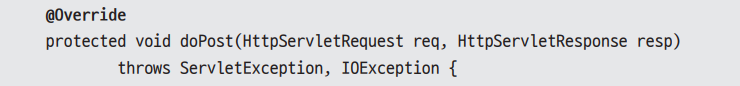 @Override
protected void doPost(HttpServletRequest req, HttpServletResponse resp)
throws ServletException, IOException {